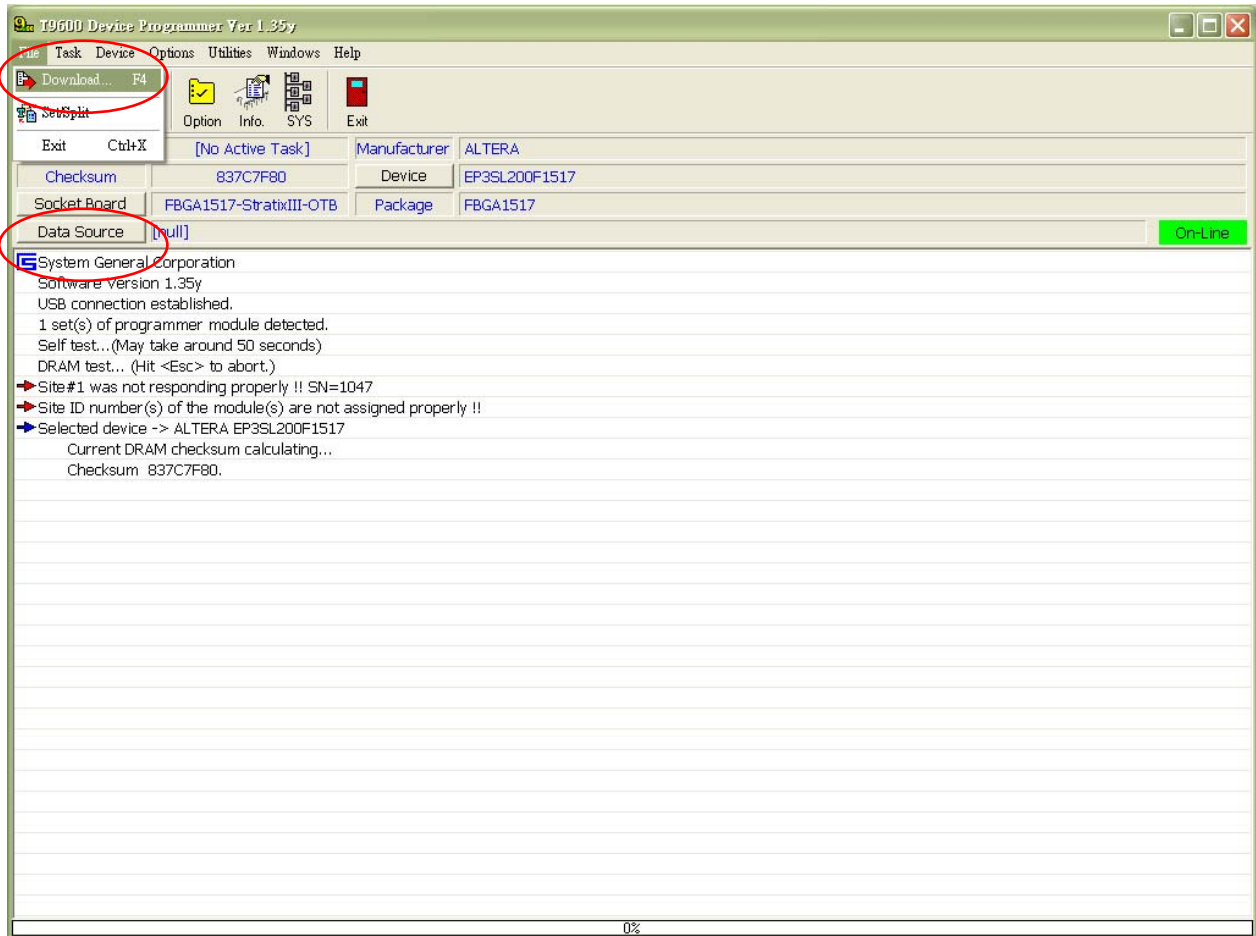 T9600 Device Programmer Ver 1.35y
File Task Device Options Utilities Windows Help
Download... F4
Set/Split
Exit Ctrl+X
Option Info. SYS Exit
[No Active Task] Manufacturer ALTERA
Checksum 837C7F80 Device EP3SL200F1517
Socket Board FBGA1517-StratixIII-OTB Package FBGA1517
Data Source [null] On-Line
System General Corporation
Software Version 1.35y
USB connection established.
1 set(s) of programmer module detected.
Self test...(May take around 50 seconds)
DRAM test... (Hit <Esc> to abort.)
Site#1 was not responding properly !! SN=1047
Site ID number(s) of the module(s) are not assigned properly !!
Selected device -> ALTERA EP3SL200F1517
Current DRAM checksum calculating...
Checksum 837C7F80.
0%